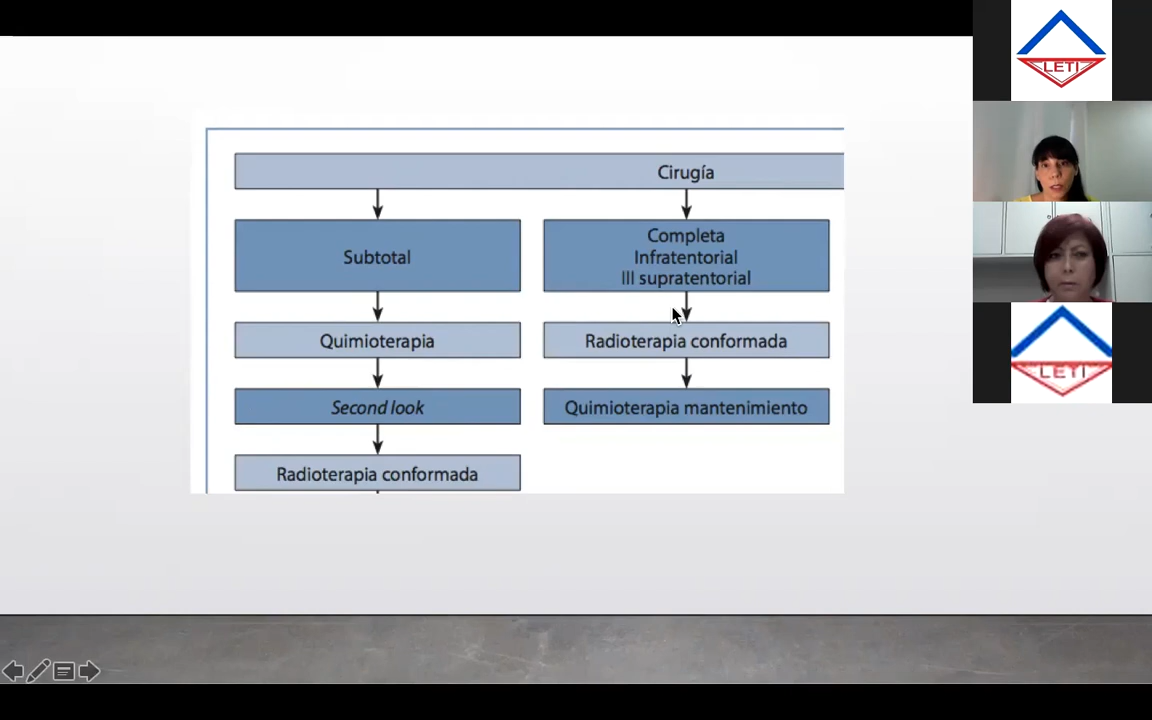 Cirugía
Subtotal
Completa
Infratentorial
III supratentorial
Quimioterapia
Radioterapia conformada
Second look
Quimioterapia mantenimiento
Radioterapia conformada
LETI
LETI